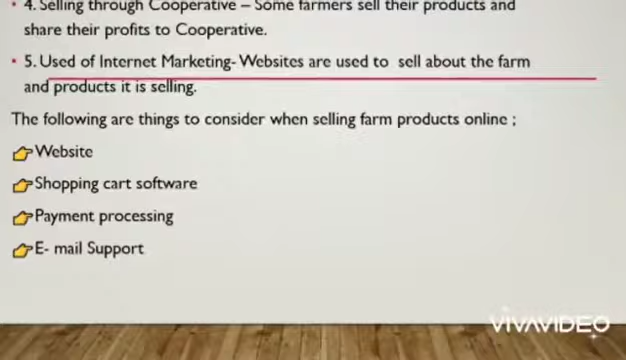 • 4. Selling through Cooperative – Some farmers sell their products and
share their profits to Cooperative.
• 5. Used of Internet Marketing- Websites are used to sell about the farm
and products it is selling.
The following are things to consider when selling farm products online ;
👉Website
👉Shopping cart software
👉Payment processing
👉E- mail Support
VIVAVIDEO